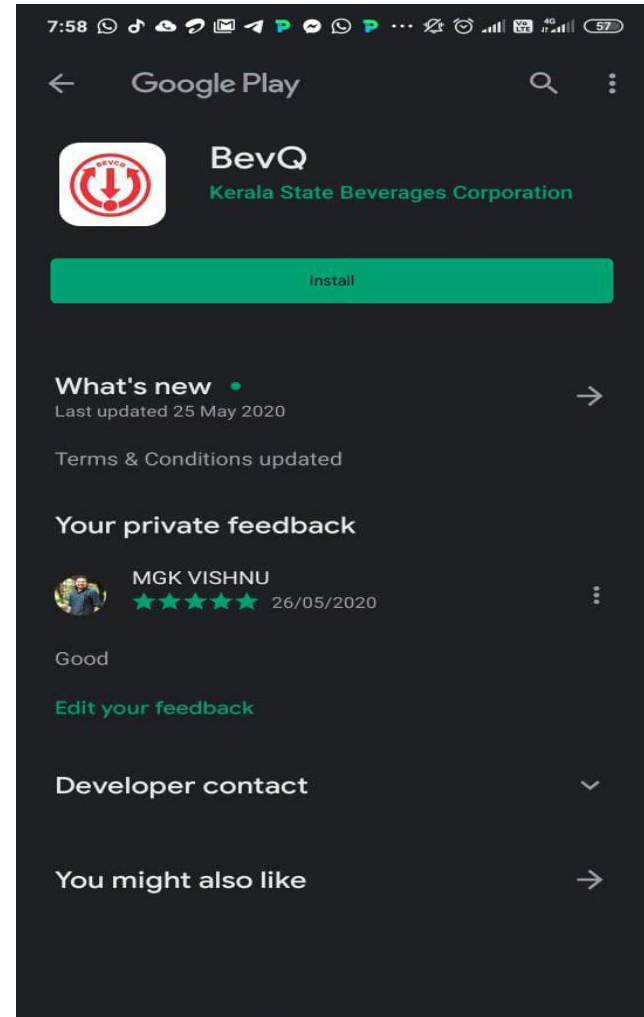 7:58 VoLTE 4G 57
Google Play
BEVCO
BevQ
Kerala State Beverages Corporation
Install
What's new
Last updated 25 May 2020
Terms & Conditions updated
Your private feedback
MGK VISHNU
26/05/2020
Good
Edit your feedback
Developer contact
You might also like